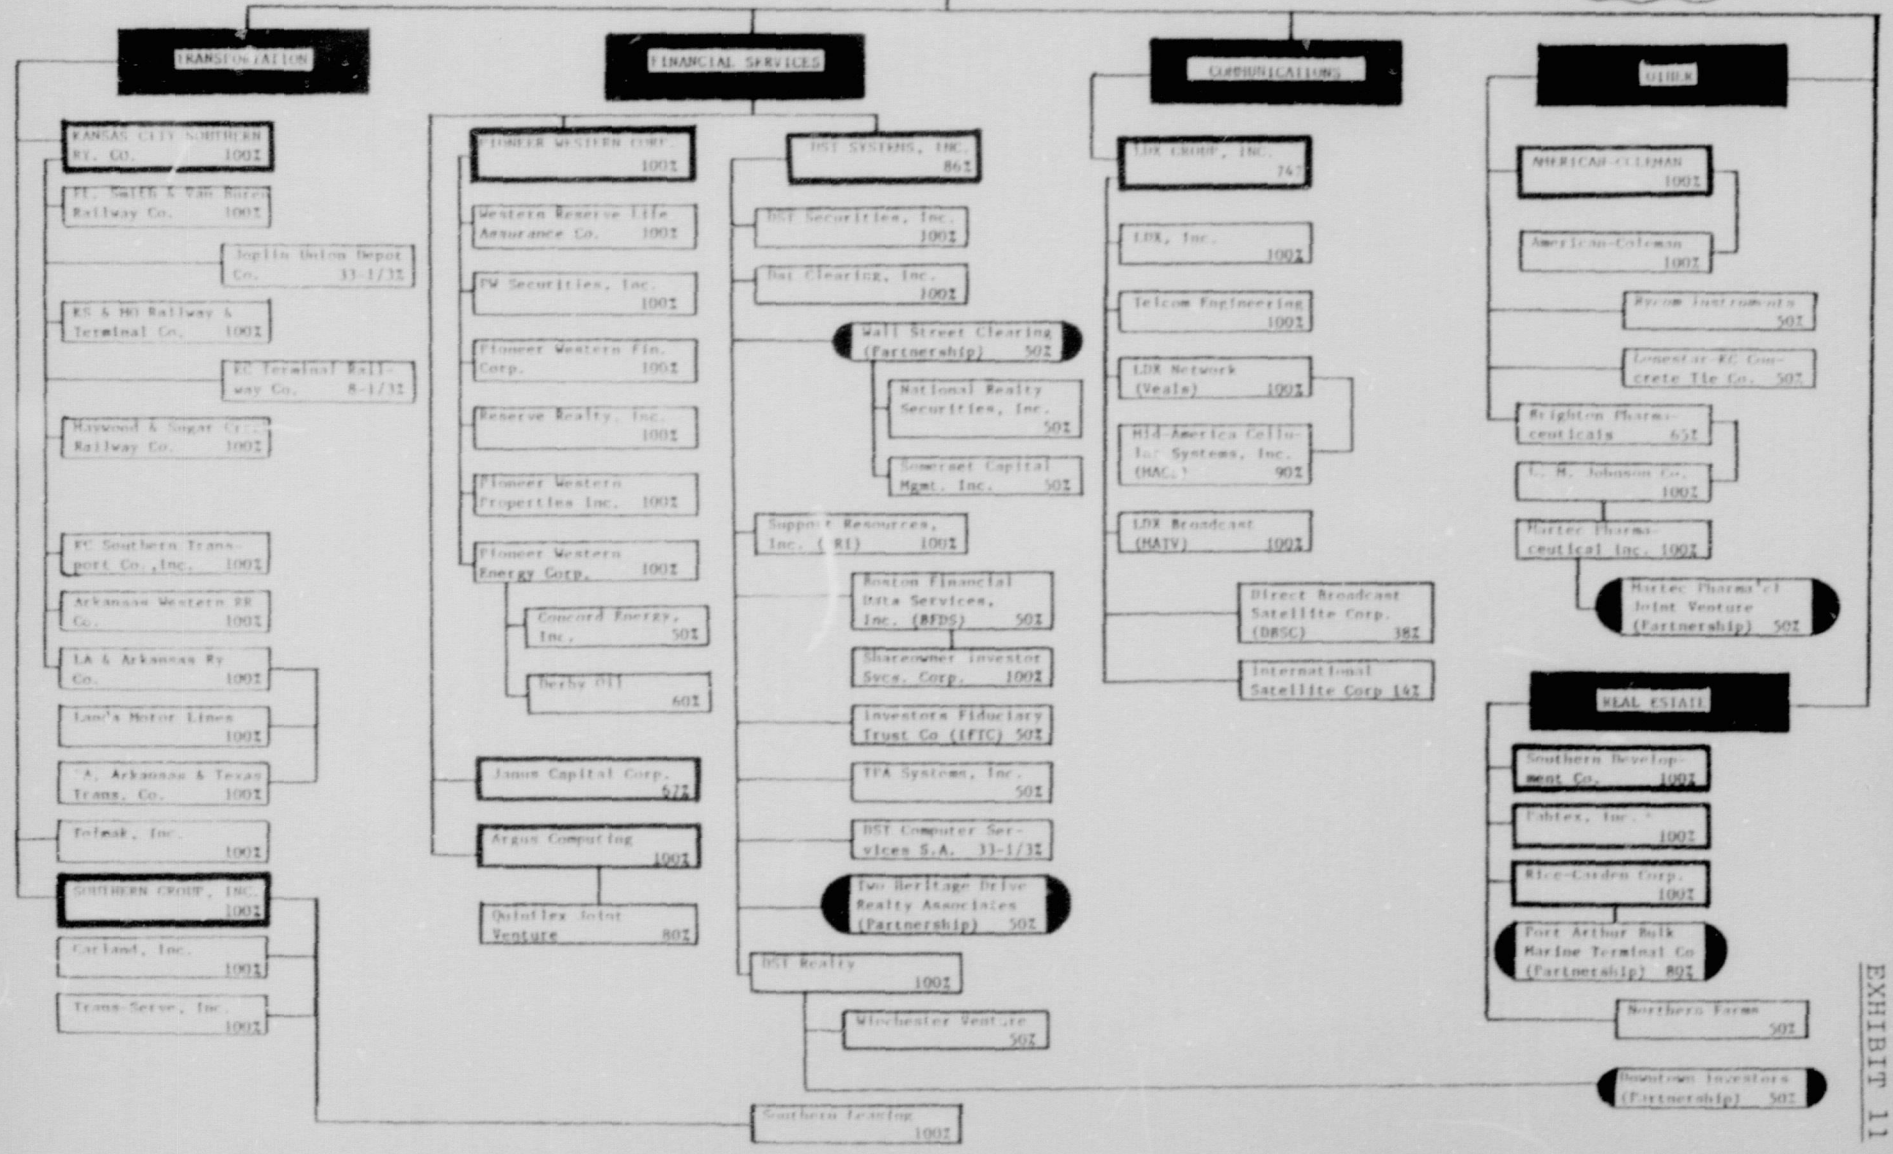 TRANSPORTATION
KANSAS CITY SOUTHERN
RY. CO. 100%
Ft. Smith & Van Buren
Railway Co. 100%
Joplin Union Depot
Co. 33-1/3%
KS & MO Railway &
Terminal Co. 100%
KC Terminal Rail-
way Co. 8-1/3%
Haywood & Sugar
Railway Co. 100%
KC Southern Trans-
port Co.,Inc. 100%
Arkansas Western RR
Co. 100%
LA & Arkansas Ry
Co. 100%
Motor Lines
100%
Arkansas & Texas
Trans. Co. 100%
Tolmak, Inc.
100%
SOUTHERN GROUP, INC.
100%
Carland, Inc.
100%
Trans-Serve, Inc.
100%
FINANCIAL SERVICES
PIONEER WESTERN CORP.
100%
Western Reserve Life
Assurance Co. 100%
PW Securities, Inc.
100%
Pioneer Western Fin.
Corp. 100%
Reserve Realty, Inc.
100%
Pioneer Western
Properties Inc. 100%
Pioneer Western
Energy Corp. 100%
Concord Energy,
Inc. 50%
Derby Oil
60%
Janus Capital Corp.
67%
Argus Computing
100%
Quinflex Joint
Venture 80%
DST SYSTEMS, INC.
86%
DST Securities, Inc.
100%
Dst Clearing, Inc.
100%
Wall Street Clearing
(Partnership) 50%
National Realty
Securities, Inc.
50%
Somerset Capital
Mgmt. Inc. 50%
Support Resources,
Inc. ( RI) 100%
Boston Financial
Data Services,
Inc. (BFDS) 50%
Shareowner Investor
Svcs. Corp. 100%
Investors Fiduciary
Trust Co (IFTC) 50%
TPA Systems, Inc.
50%
DST Computer Ser-
vices S.A. 33-1/3%
Two Heritage Drive
Realty Associates
(Partnership) 50%
DST Realty
100%
Winchester Venture
50%
Southern Leasing
100%
COMMUNICATIONS
LDX GROUP, INC.
74%
LDX, Inc.
100%
Telcom Engineering
100%
LDX Network
(Veals) 100%
Mid-America Cellu-
lar Systems, Inc.
90%
LDX Broadcast
(MATV) 100%
Direct Broadcast
Satellite Corp.
(DBSC) 38%
International
Satellite Corp 14%
OTHER
AMERICAN-COLEMAN
100%
American-Coleman
100%
Rycom Instruments
50%
Lonestar-KC Con-
crete Tie Co. 50%
Brighton Pharma-
ceuticals 65%
Johnson Co.
100%
Martec Pharma-
ceutical Inc. 100%
Martec Pharma'cl
Joint Venture
(Partnership) 50%
REAL ESTATE
Southern Develop-
ment Co. 100%
Pabtex, Inc.
100%
Rice-Carden Corp.
100%
Port Arthur Bulk
Marine Terminal Co
(Partnership) 80%
Northern Farms
50%
Downtown Investors
(Partnership) 50%
EXHIBIT 11